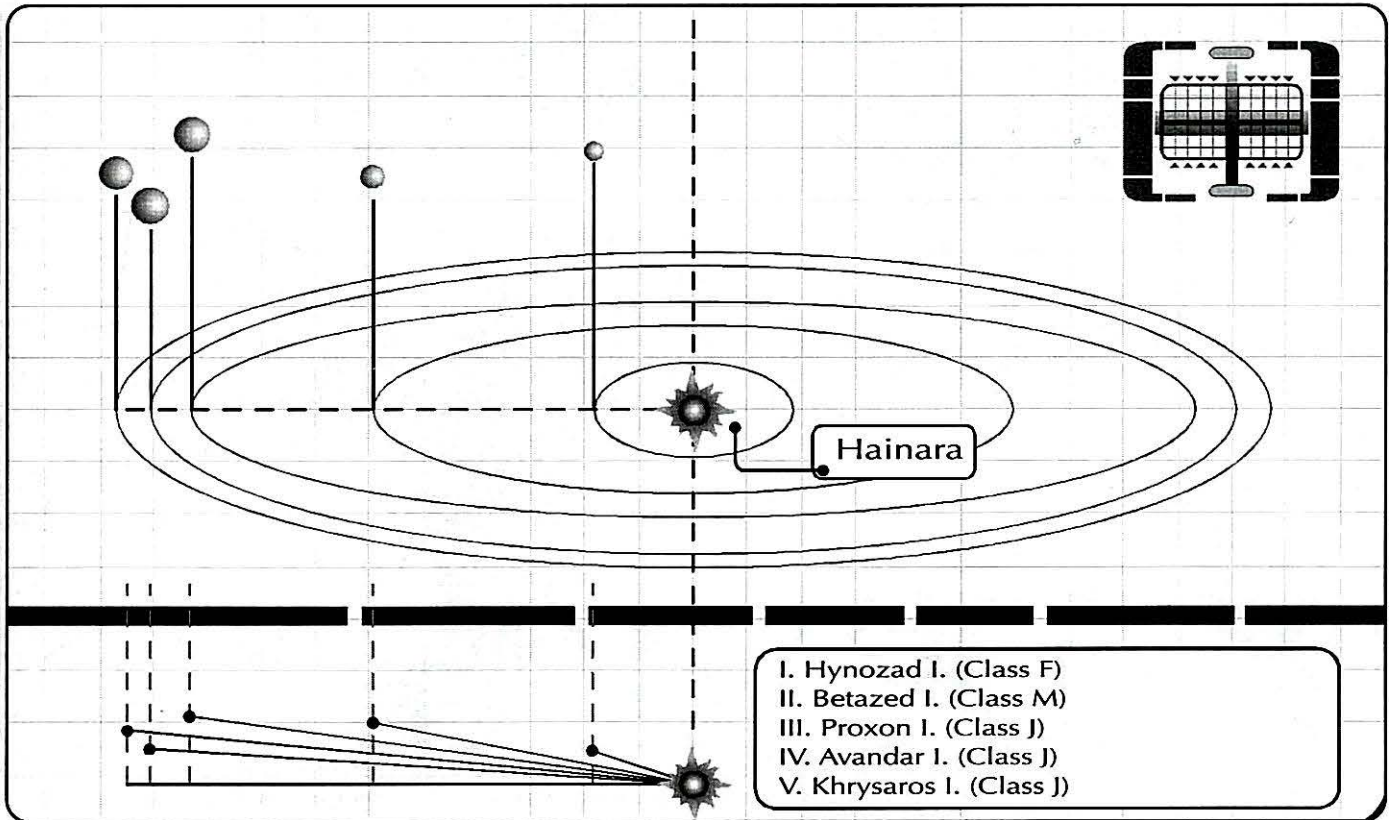 Hainara
I. Hynozad I. (Class F)
II. Betazed I. (Class M)
III. Proxon I. (Class J)
IV. Avandar I. (Class J)
V. Khrysaros I. (Class J)